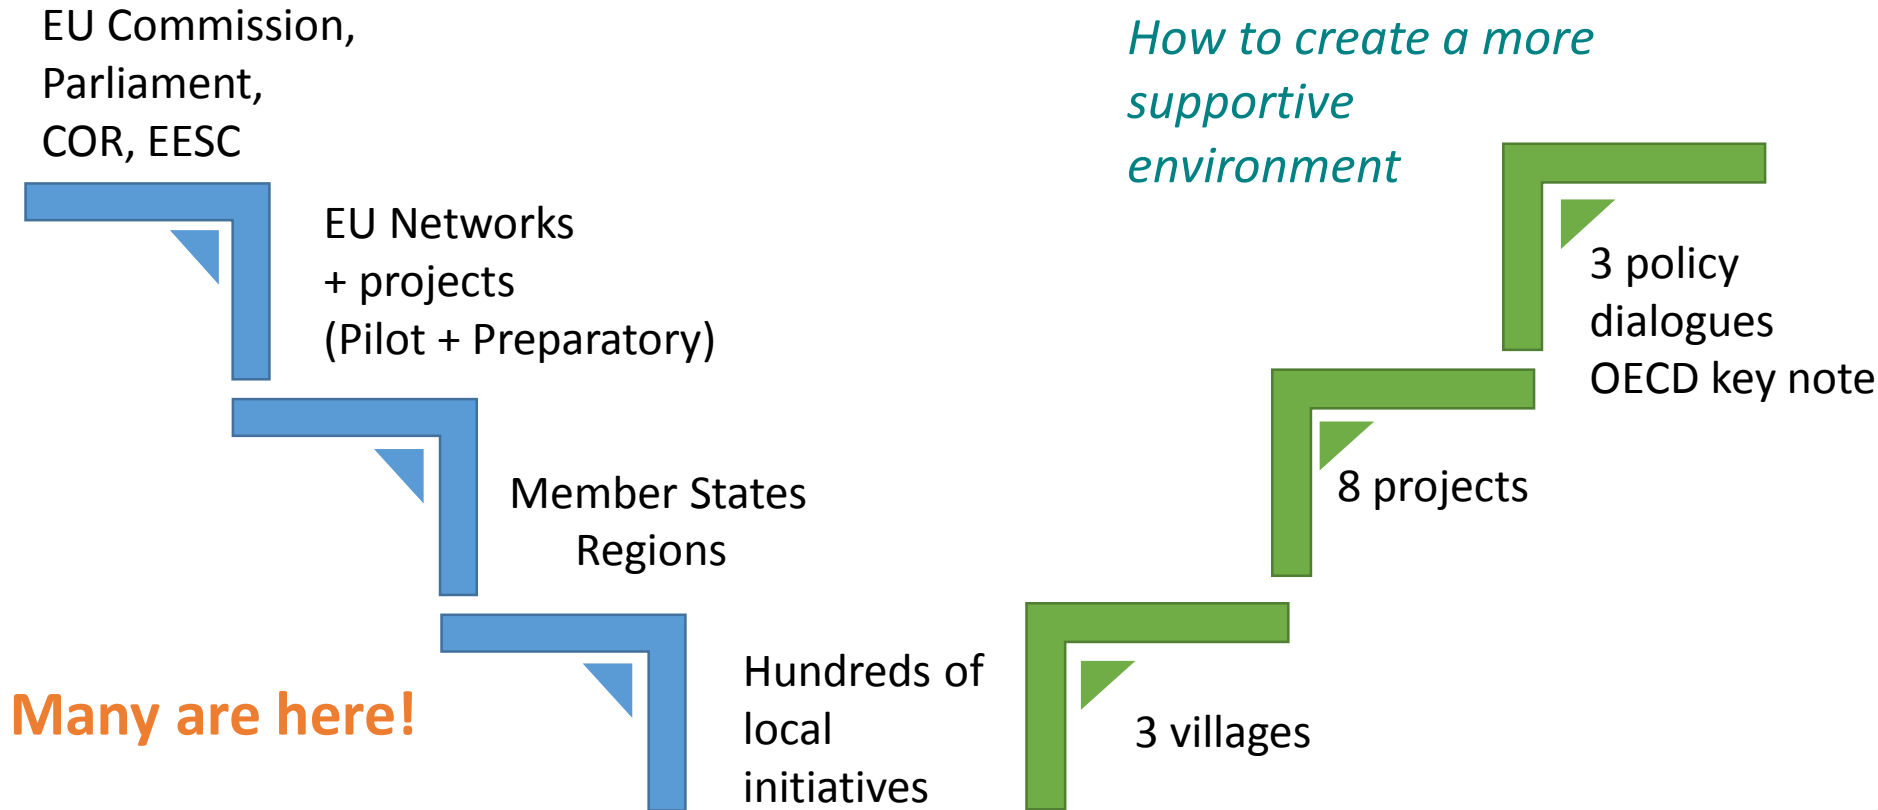 EU Commission,
Parliament,
COR, EESC
EU Networks
+ projects
(Pilot + Preparatory)
Member States
Regions
Hundreds of
local
initiatives
Many are here!
How to create a more
supportive
environment
3 policy
dialogues
OECD key note
8 projects
3 villages